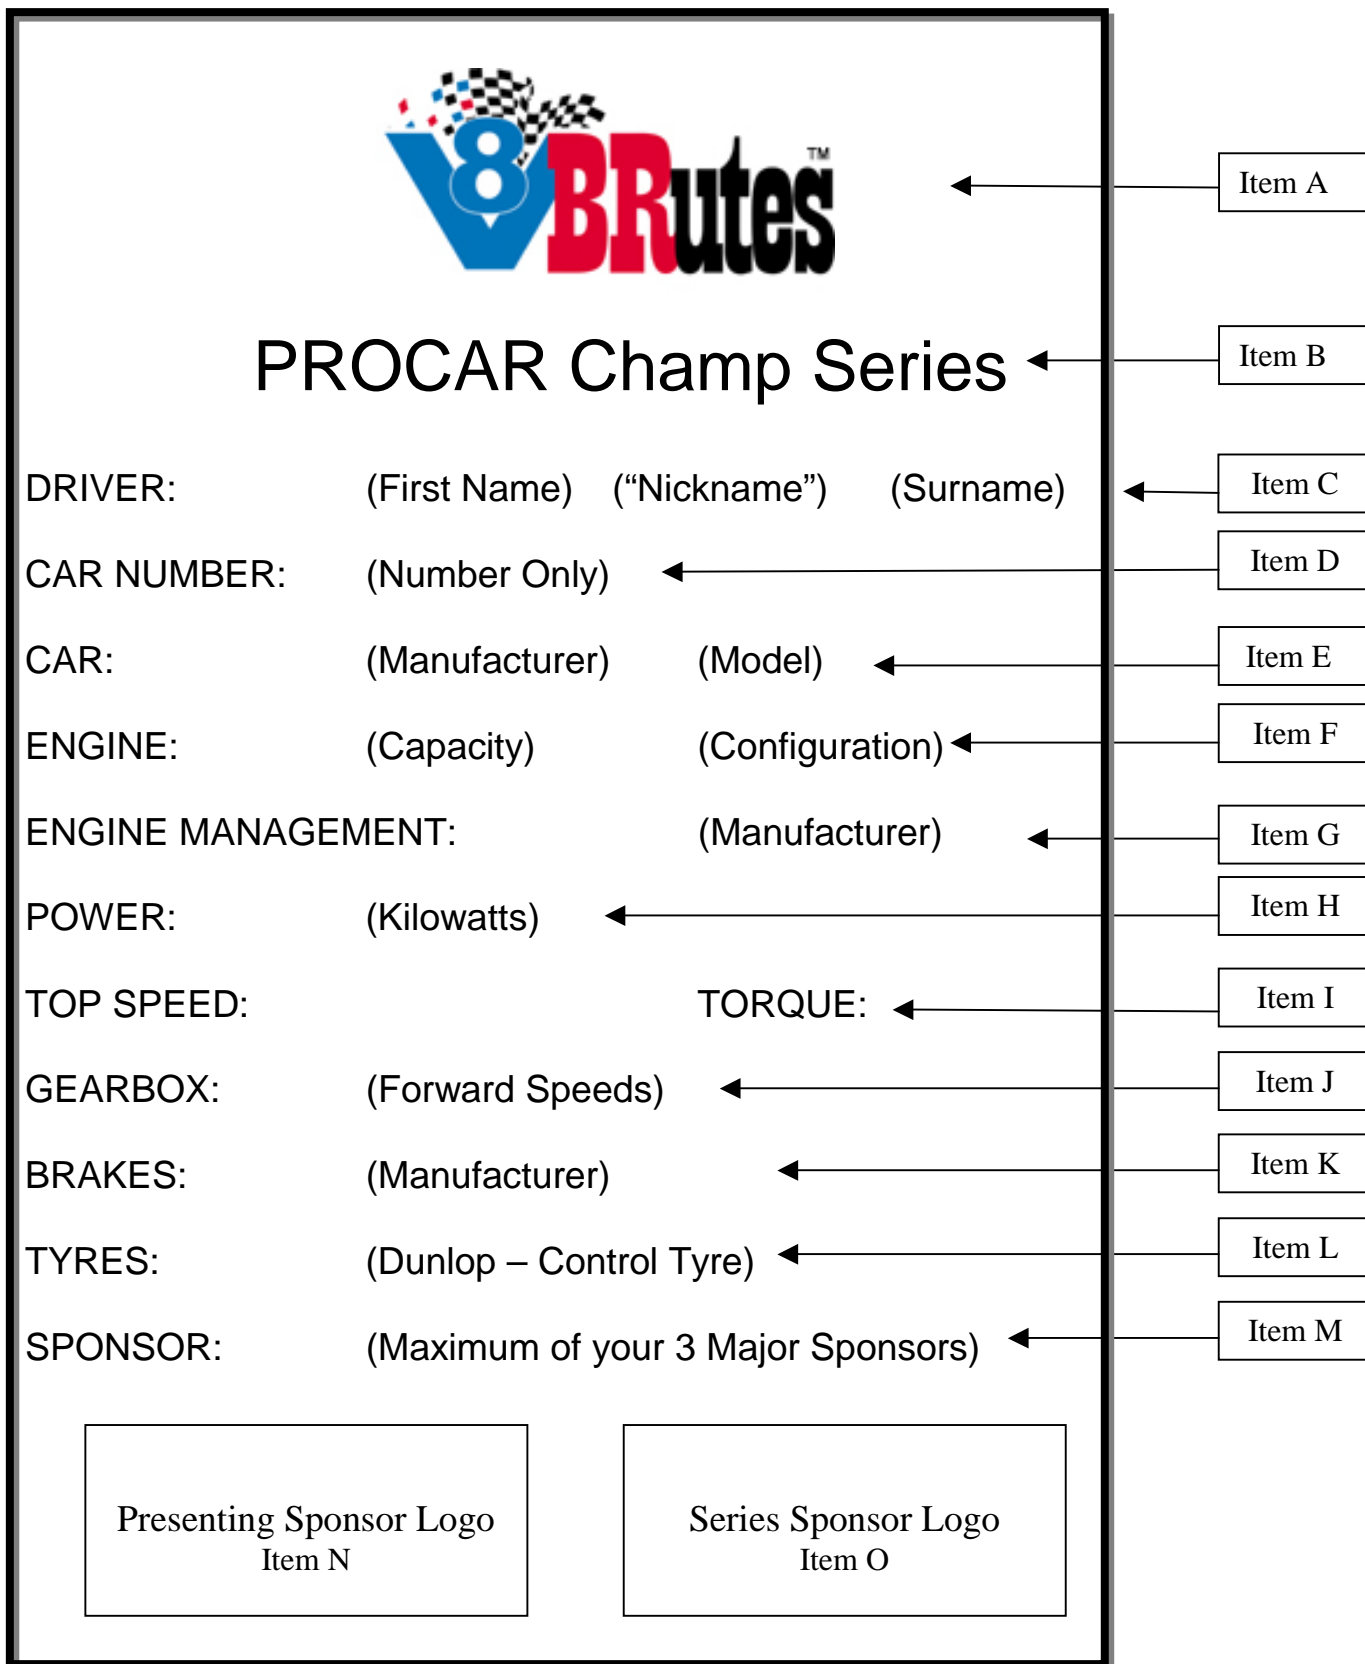 V8 BRutes™
Item A
PROCAR Champ Series
Item B
DRIVER: (First Name) (“Nickname”) (Surname)
Item C
CAR NUMBER: (Number Only)
Item D
CAR: (Manufacturer) (Model)
Item E
ENGINE: (Capacity) (Configuration)
Item F
ENGINE MANAGEMENT: (Manufacturer)
Item G
POWER: (Kilowatts)
Item H
TOP SPEED: TORQUE:
Item I
GEARBOX: (Forward Speeds)
Item J
BRAKES: (Manufacturer)
Item K
TYRES: (Dunlop – Control Tyre)
Item L
SPONSOR: (Maximum of your 3 Major Sponsors)
Item M
Presenting Sponsor Logo
Item N
Series Sponsor Logo
Item O